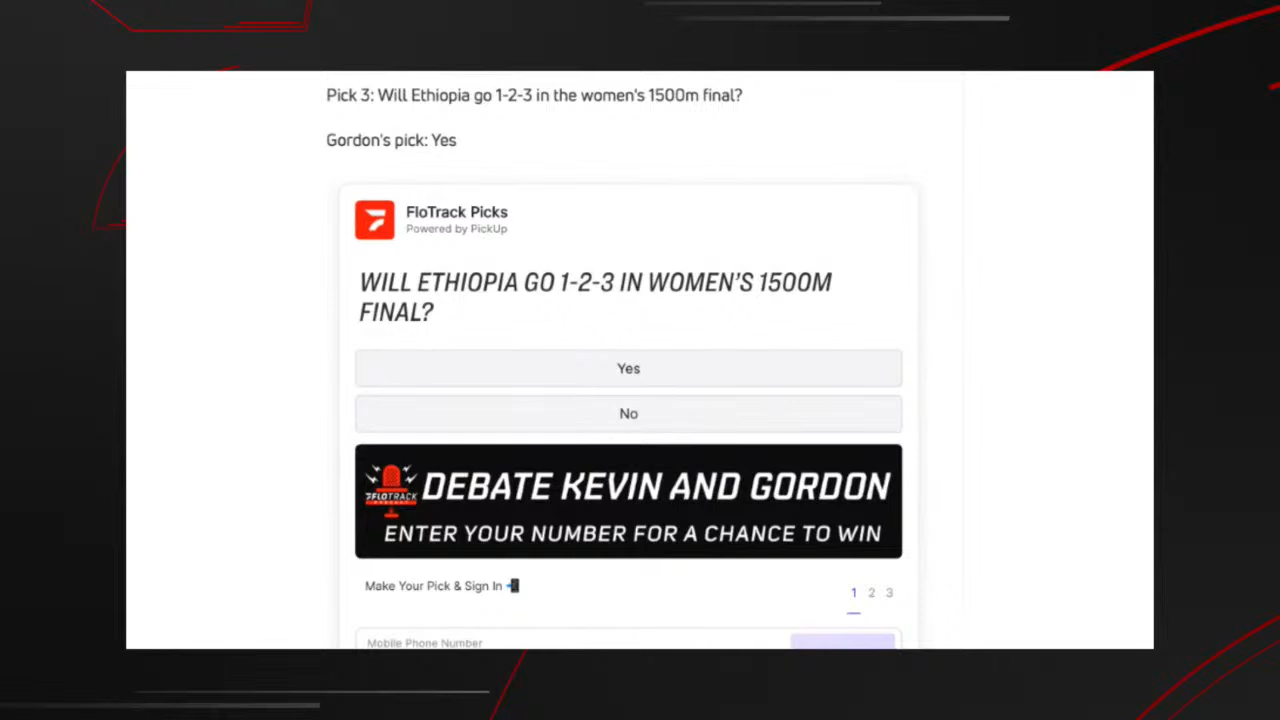 Pick 3: Will Ethiopia go 1-2-3 in the women's 1500m final?
Gordon's pick: Yes
FloTrack Picks
Powered by PickUp
WILL ETHIOPIA GO 1-2-3 IN WOMEN'S 1500M
FINAL?
Yes
No
FLOTRACK
DEBATE KEVIN AND GORDON
ENTER YOUR NUMBER FOR A CHANCE TO WIN
Make Your Pick & Sign In
1 2 3
Mobile Phone Number